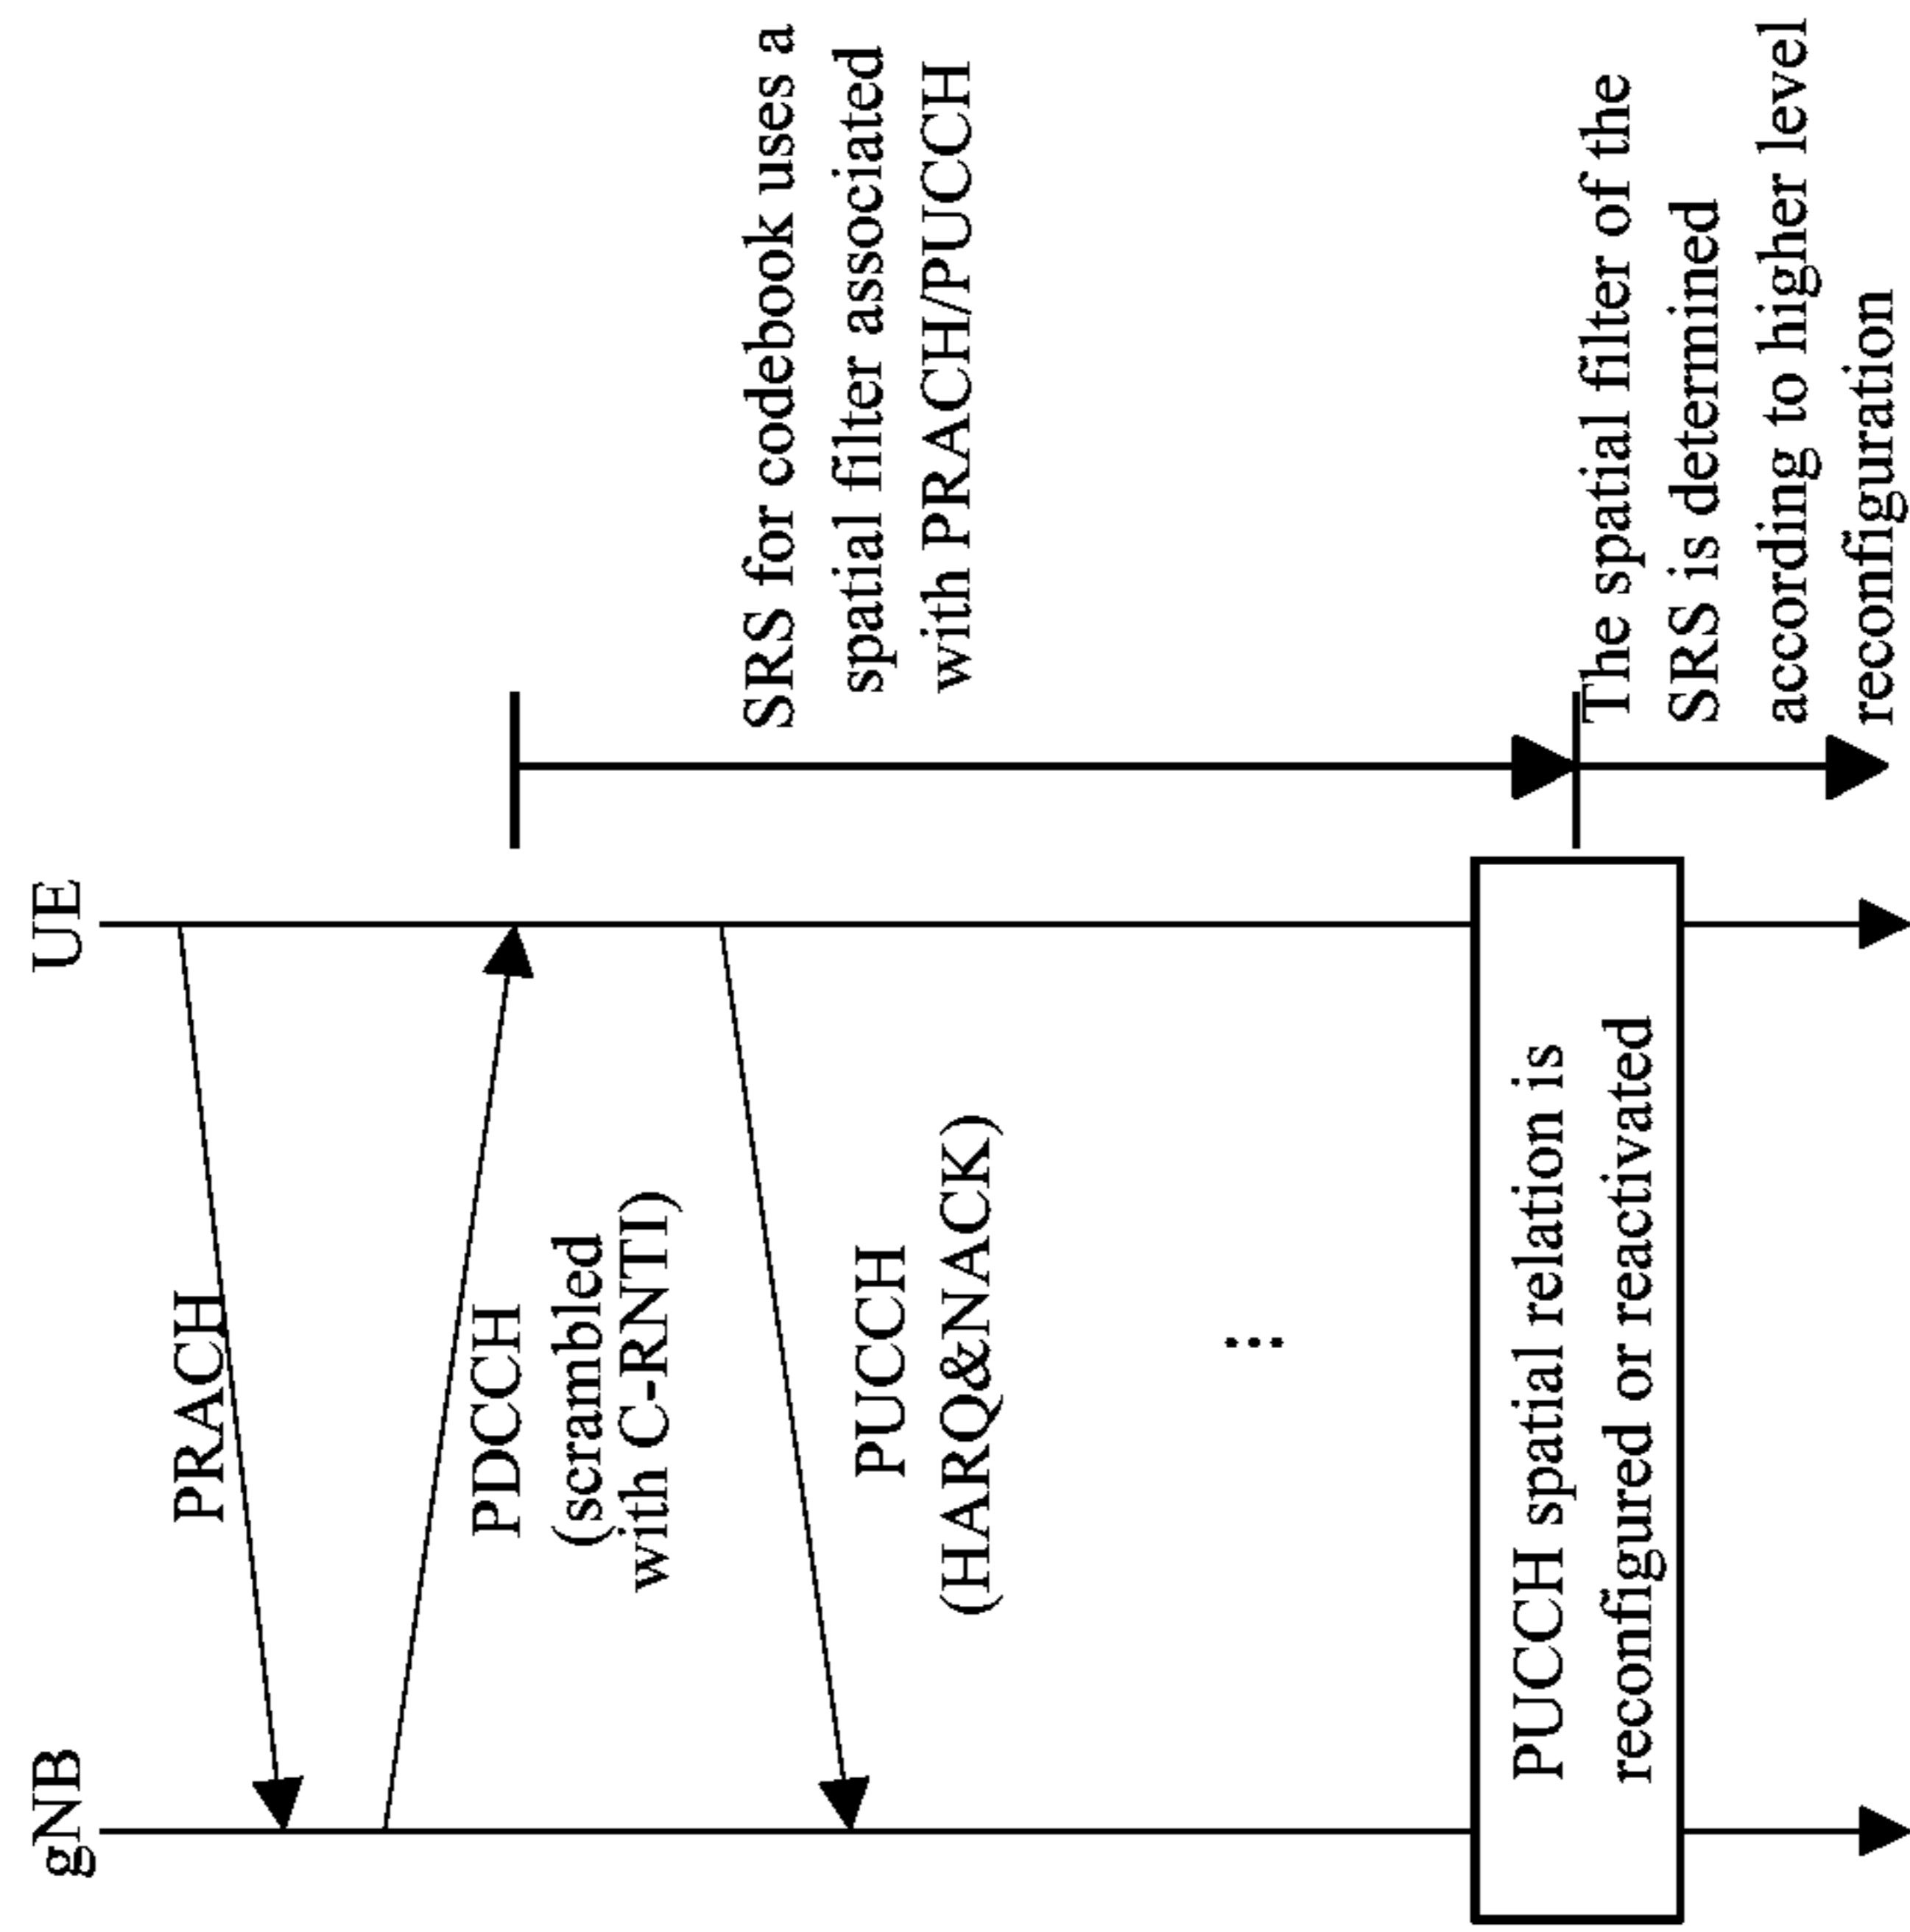 gNB
UE
PRACH
PDCCH
(scrambled
with C-RNTI)
PUCCH
(HARQ&NACK)
...
PUCCH spatial relation is
reconfigured or reactivated
SRS for codebook uses a
spatial filter associated
with PRACH/PUCCH
The spatial filter of the
SRS is determined
according to higher level
reconfiguration